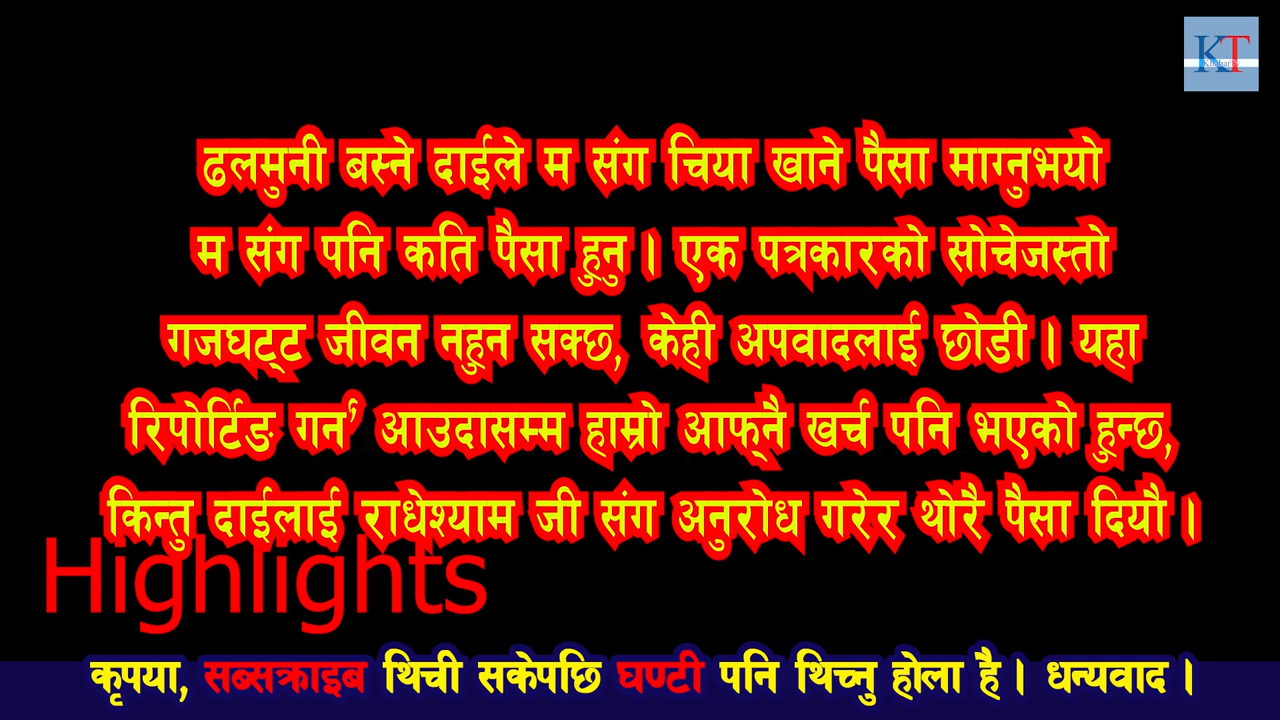 KT
ढलमुनी बस्ने दाईले म संग चिया खाने पैसा माग्नुभयो
म संग पनि कति पैसा हुनु । एक पत्रकारको सोचेजस्तो
गजघट्ट जीवन नहुन सक्छ, केही अपवादलाई छोडी । यहा
रिपोर्टिङ गर्न आउदासम्म हाम्रो आफ्नै खर्च पनि भएको हुन्छ,
किन्तु दाईलाई राधेश्याम जी संग अनुरोध गरेर थोरै पैसा दियौ ।
Highlights
कृपया, सब्सक्राइब थिची सकेपछि घण्टी पनि थिच्नु होला है । धन्यवाद ।